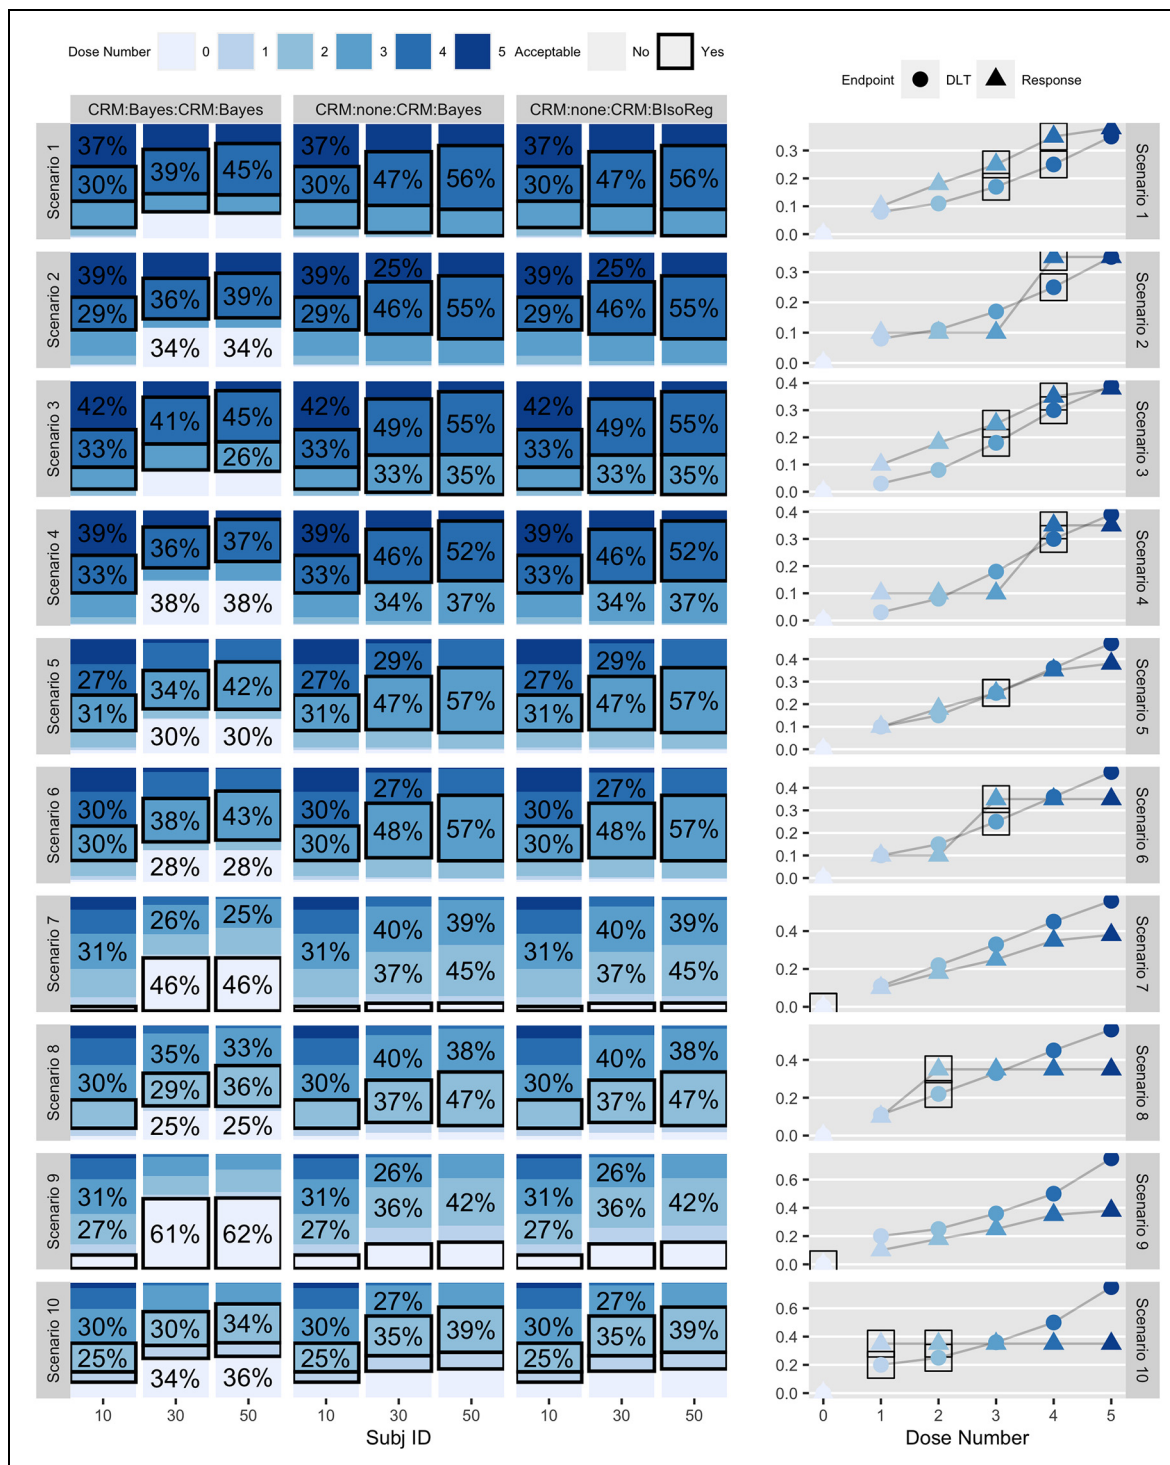 Dose Number 0 1 2 3 4 5 Acceptable No Yes
Endpoint DLT Response
CRM:Bayes:CRM:Bayes CRM:none:CRM:Bayes CRM:none:CRM:BIsoReg
Scenario 1
37% 39% 45% 37% 47% 56% 37% 47% 56%
30% 30% 30%
0.3
0.2
0.1
0.0
Scenario 1
Scenario 2
39% 36% 39% 39% 25% 55% 39% 25% 55%
29% 34% 34% 29% 46% 29% 46%
0.3
0.2
0.1
0.0
Scenario 2
Scenario 3
42% 41% 45% 42% 49% 55% 42% 49% 55%
33% 26% 33% 33% 35% 33% 33% 35%
0.4
0.3
0.2
0.1
0.0
Scenario 3
Scenario 4
39% 36% 37% 39% 46% 52% 39% 46% 52%
33% 38% 38% 33% 34% 37% 33% 34% 37%
0.4
0.3
0.2
0.1
0.0
Scenario 4
Scenario 5
27% 34% 42% 27% 29% 57% 27% 29% 57%
31% 30% 30% 31% 47% 31% 47%
0.4
0.3
0.2
0.1
0.0
Scenario 5
Scenario 6
30% 38% 43% 30% 27% 57% 30% 27% 57%
30% 28% 28% 30% 48% 30% 48%
0.4
0.3
0.2
0.1
0.0
Scenario 6
Scenario 7
31% 26% 25% 31% 40% 39% 31% 40% 39%
46% 46% 37% 45% 37% 45%
0.4
0.2
0.0
Scenario 7
Scenario 8
30% 35% 33% 30% 40% 38% 30% 40% 38%
29% 36% 37% 47% 37% 47%
25% 25%
0.4
0.2
0.0
Scenario 8
Scenario 9
31% 61% 62% 31% 26% 42% 31% 26% 42%
27% 27% 36% 27% 36%
0.6
0.4
0.2
0.0
Scenario 9
Scenario 10
30% 30% 34% 30% 27% 39% 30% 27% 39%
25% 34% 36% 25% 35% 25% 35%
0.6
0.4
0.2
0.0
Scenario 10
10 30 50 10 30 50 10 30 50
Subj ID
0 1 2 3 4 5
Dose Number